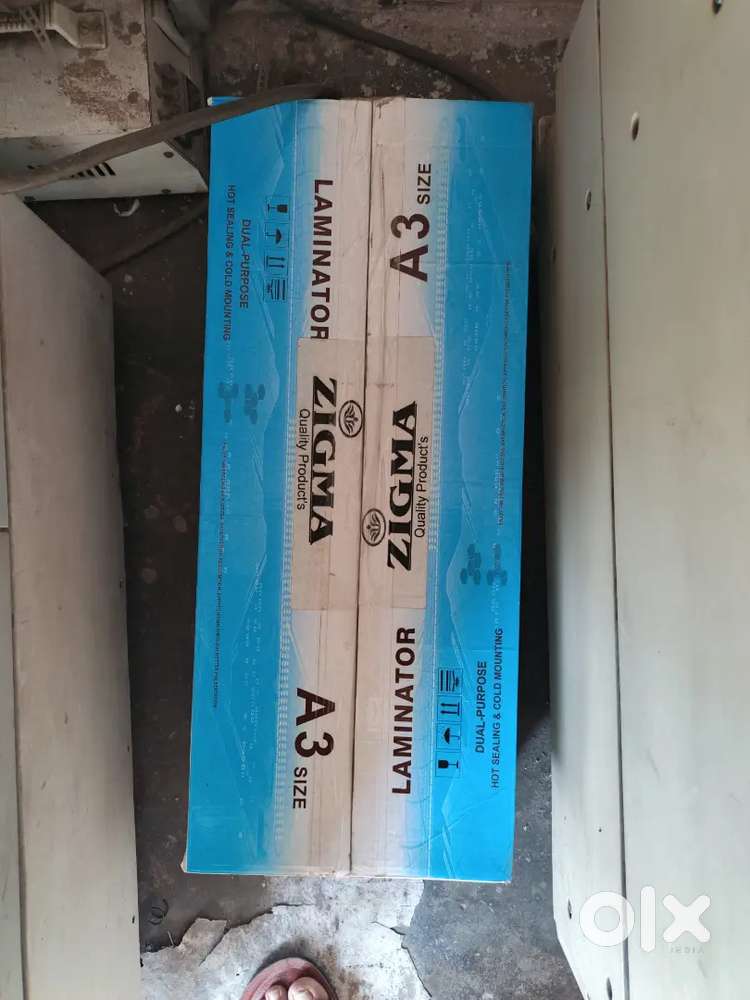 LAMINATOR
A3 SIZE
DUAL-PURPOSE
HOT SEALING & COLD MOUNTING
ZIGMA
Quality Product's
A3 SIZE
LAMINATOR
ZIGMA
Quality Product's
DUAL-PURPOSE
HOT SEALING & COLD MOUNTING
olx
INDIA